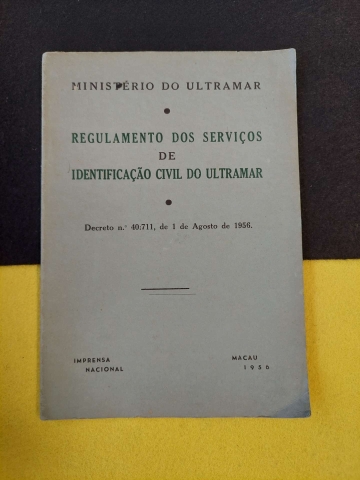 MINISTÉRIO DO ULTRAMAR
REGULAMENTO DOS SERVIÇOS
DE
IDENTIFICAÇÃO CIVIL DO ULTRAMAR
Decreto n.º 40:711, de 1 de Agosto de 1956.
IMPRENSA MACAU
NACIONAL 1956